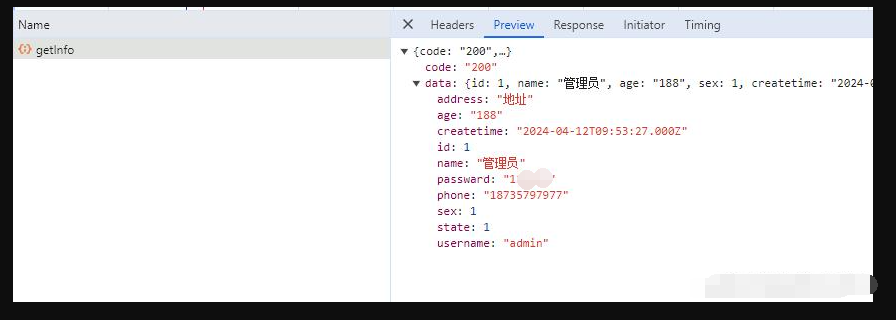 Name
Headers Preview Response Initiator Timing
getInfo
{code: "200",…}
code: "200"
data: {id: 1, name: "管理员", age: "188", sex: 1, createtime: "2024-0
address: "地址"
age: "188"
createtime: "2024-04-12T09:53:27.000Z"
id: 1
name: "管理员"
passward: "1
phone: "18735797977"
sex: 1
state: 1
username: "admin"